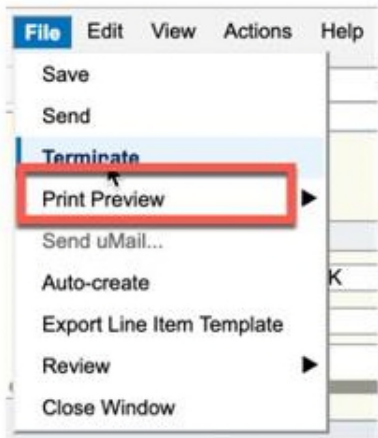 File Edit View Actions Help
Save
Send
Terminate
Print Preview
Send uMail...
Auto-create
K
Export Line Item Template
Review
Close Window